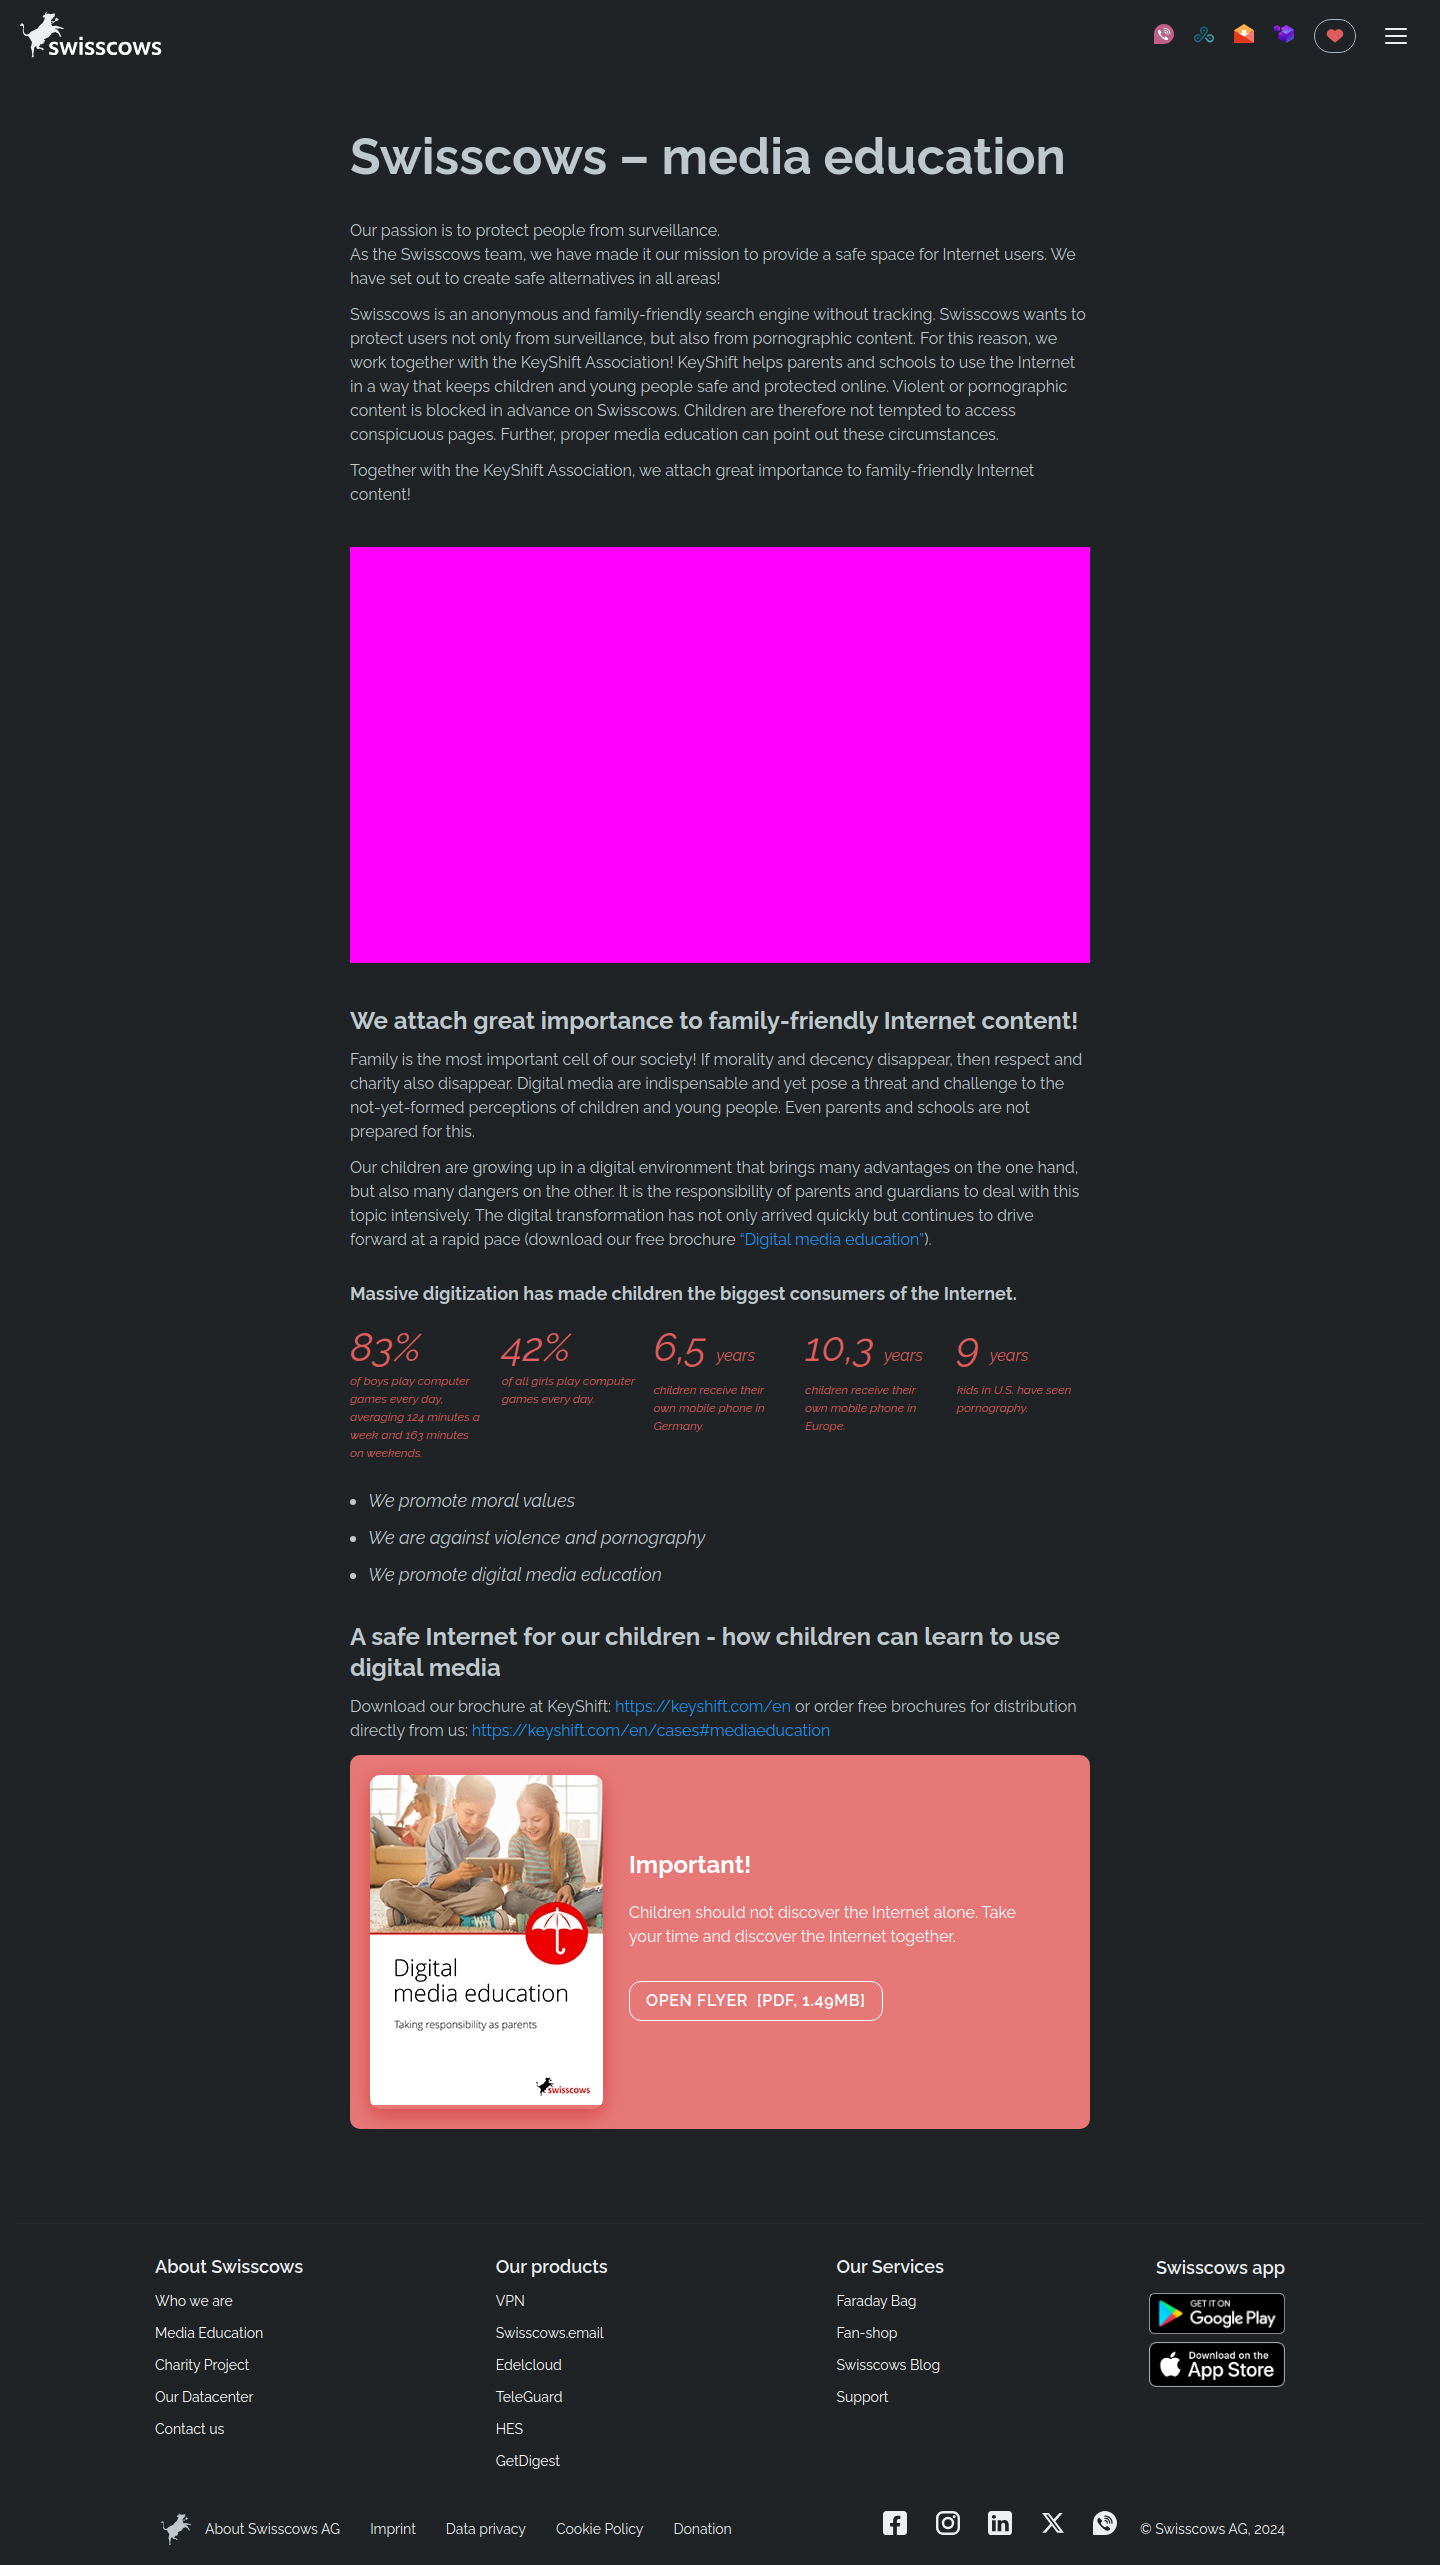 swisscows
Swisscows – media education
Our passion is to protect people from surveillance.
As the Swisscows team, we have made it our mission to provide a safe space for Internet users. We
have set out to create safe alternatives in all areas!
Swisscows is an anonymous and family-friendly search engine without tracking. Swisscows wants to
protect users not only from surveillance, but also from pornographic content. For this reason, we
work together with the KeyShift Association! KeyShift helps parents and schools to use the Internet
in a way that keeps children and young people safe and protected online. Violent or pornographic
content is blocked in advance on Swisscows. Children are therefore not tempted to access
conspicuous pages. Further, proper media education can point out these circumstances.
Together with the KeyShift Association, we attach great importance to family-friendly Internet
content!
We attach great importance to family-friendly Internet content!
Family is the most important cell of our society! If morality and decency disappear, then respect and
charity also disappear. Digital media are indispensable and yet pose a threat and challenge to the
not-yet-formed perceptions of children and young people. Even parents and schools are not
prepared for this.
Our children are growing up in a digital environment that brings many advantages on the one hand,
but also many dangers on the other. It is the responsibility of parents and guardians to deal with this
topic intensively. The digital transformation has not only arrived quickly but continues to drive
forward at a rapid pace (download our free brochure “Digital media education”).
Massive digitization has made children the biggest consumers of the Internet.
83%
of boys play computer
games every day,
averaging 124 minutes a
week and 163 minutes
on weekends.
42%
of all girls play computer
games every day.
6,5 years
children receive their
own mobile phone in
Germany.
10,3 years
children receive their
own mobile phone in
Europe.
9 years
kids in U.S. have seen
pornography.
• We promote moral values
• We are against violence and pornography
• We promote digital media education
A safe Internet for our children - how children can learn to use
digital media
Download our brochure at KeyShift: https://keyshift.com/en or order free brochures for distribution
directly from us: https://keyshift.com/en/cases#mediaeducation
Digital
media education
Taking responsibility as parents
swisscows
Important!
Children should not discover the Internet alone. Take
your time and discover the Internet together.
OPEN FLYER [PDF, 1.49MB]
About Swisscows
Who we are
Media Education
Charity Project
Our Datacenter
Contact us
Our products
VPN
Swisscows.email
Edelcloud
TeleGuard
HES
GetDigest
Our Services
Faraday Bag
Fan-shop
Swisscows Blog
Support
Swisscows app
GET IT ON
Google Play
Download on the
App Store
About Swisscows AG
Imprint
Data privacy
Cookie Policy
Donation
© Swisscows AG, 2024